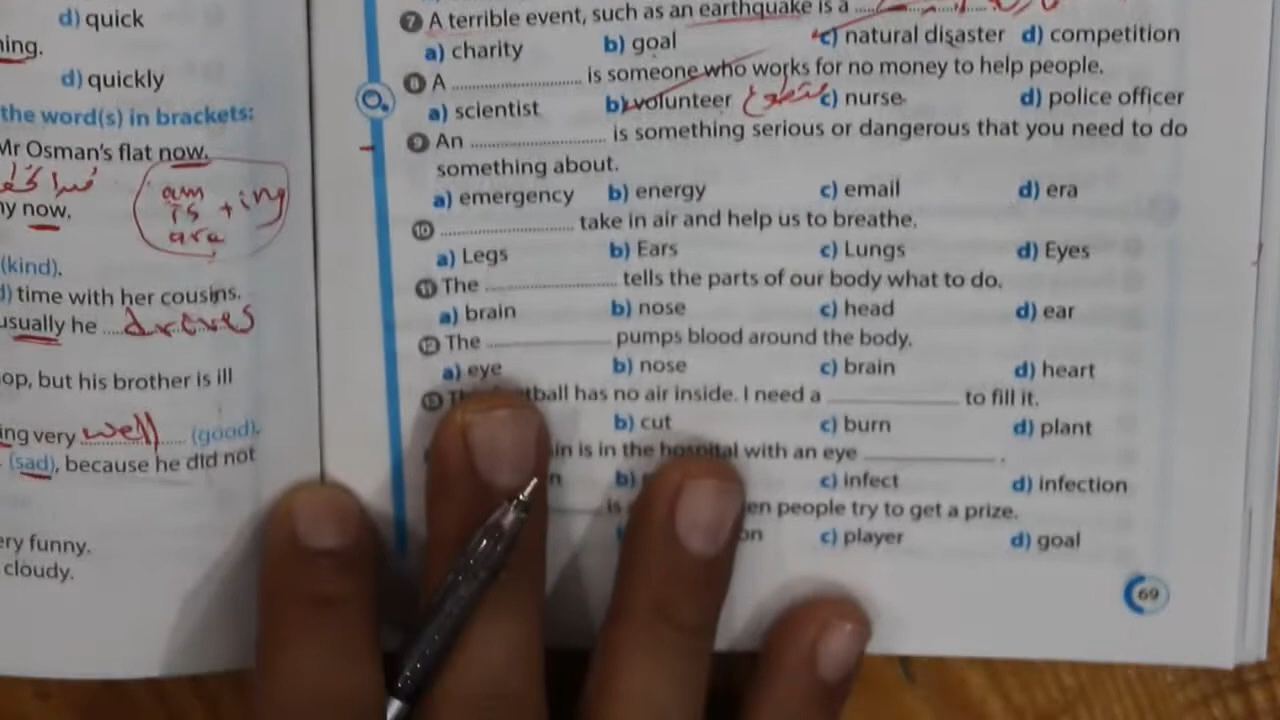 d) quick
ning.
d) quickly
the word(s) in brackets:
Mr Osman's flat now.
am
is + ing
are
ny now.
(kind).
d) time with her cousins.
usually he ...... drives
op, but his brother is ill
ing very well ...... (good).
(sad), because he did not
ery funny.
cloudy.
7 A terrible event, such as an earthquake is a ......
a) charity b) goal c) natural disaster d) competition
8 A ...................... is someone who works for no money to help people.
a) scientist b) volunteer متطوع c) nurse d) police officer
9 An ...................... is something serious or dangerous that you need to do
something about.
a) emergency b) energy c) email d) era
10 ...................... take in air and help us to breathe.
a) Legs b) Ears c) Lungs d) Eyes
11 The ...................... tells the parts of our body what to do.
a) brain b) nose c) head d) ear
12 The ...................... pumps blood around the body.
a) eye b) nose c) brain d) heart
13 football has no air inside. I need a ...................... to fill it.
b) cut c) burn d) plant
is in the hospital with an eye ...................... .
b) c) infect d) infection
is people try to get a prize.
c) player d) goal
69